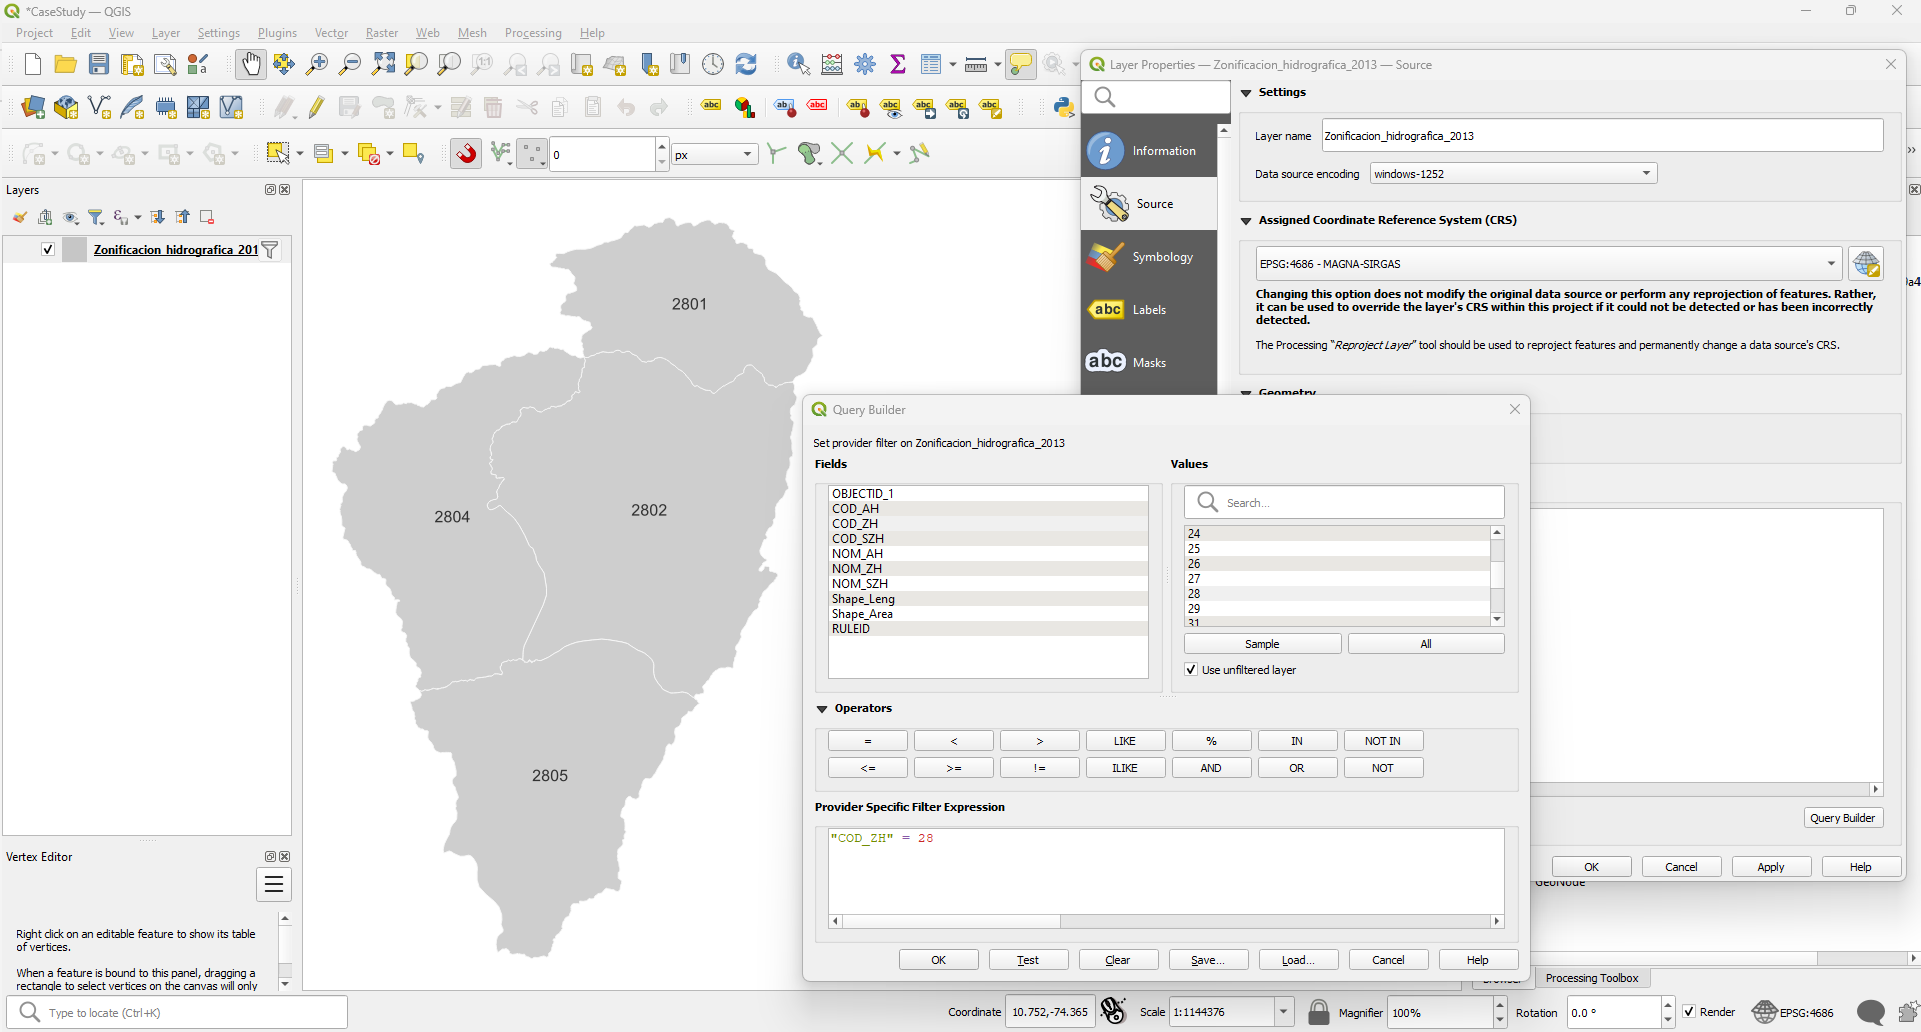 *CaseStudy — QGIS
Project Edit View Layer Settings Plugins Vector Raster Web Mesh Processing Help
0
px
Layers
Zonificacion_hidrografica_201
2801
2804
2802
2805
Vertex Editor
Right click on an editable feature to show its table
of vertices.
When a feature is bound to this panel, dragging a
rectangle to select vertices on the canvas will only
Layer Properties — Zonificacion_hidrografica_2013 — Source
Information
Source
Symbology
abc Labels
abc Masks
Settings
Layer name Zonificacion_hidrografica_2013
Data source encoding windows-1252
Assigned Coordinate Reference System (CRS)
EPSG:4686 - MAGNA-SIRGAS
Changing this option does not modify the original data source or perform any reprojection of features. Rather,
it can be used to override the layer's CRS within this project if it could not be detected or has been incorrectly
detected.
The Processing “Reproject Layer” tool should be used to reproject features and permanently change a data source's CRS.
Geometry
Query Builder
OK Cancel Apply Help
Query Builder
Set provider filter on Zonificacion_hidrografica_2013
Fields
OBJECTID_1
COD_AH
COD_ZH
COD_SZH
NOM_AH
NOM_ZH
NOM_SZH
Shape_Leng
Shape_Area
RULEID
Values
Search...
24
25
26
27
28
29
31
Sample All
Use unfiltered layer
Operators
= < > LIKE % IN NOT IN
<= >= != ILIKE AND OR NOT
Provider Specific Filter Expression
"COD_ZH" = 28
OK Test Clear Save... Load... Cancel Help
GeoNode
Browser Processing Toolbox
Type to locate (Ctrl+K)
Coordinate 10.752,-74.365 Scale 1:1144376 Magnifier 100% Rotation 0.0 ° Render EPSG:4686